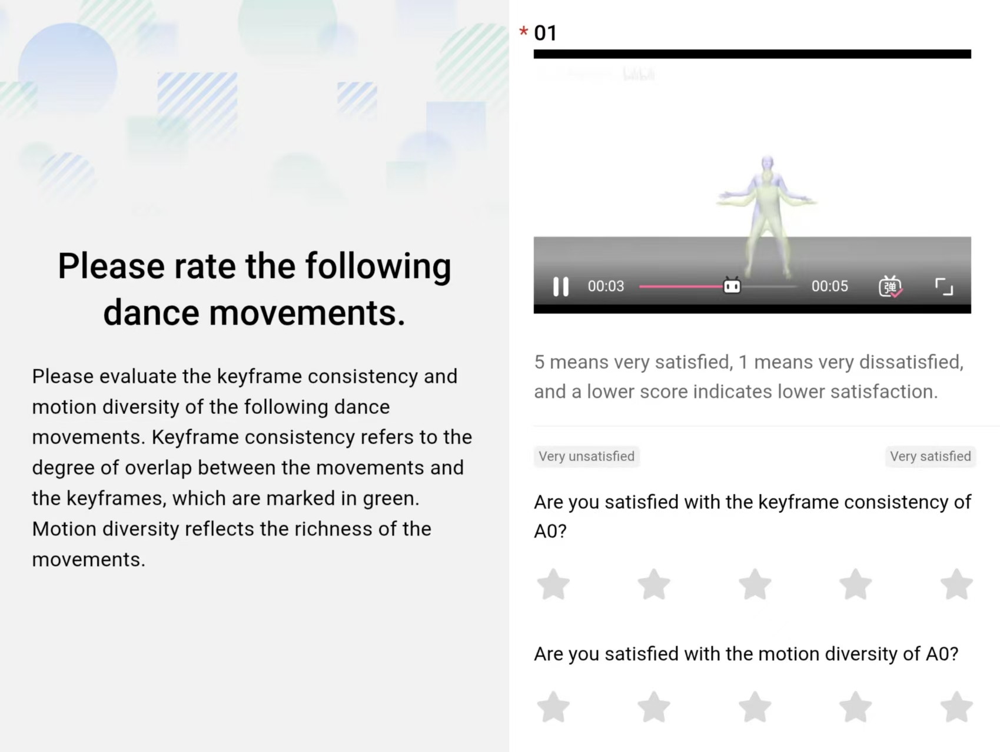 Please rate the following
dance movements.
Please evaluate the keyframe consistency and
motion diversity of the following dance
movements. Keyframe consistency refers to the
degree of overlap between the movements and
the keyframes, which are marked in green.
Motion diversity reflects the richness of the
movements.
* 01
bilibili
00:03
00:05
弹
5 means very satisfied, 1 means very dissatisfied,
and a lower score indicates lower satisfaction.
Very unsatisfied
Very satisfied
Are you satisfied with the keyframe consistency of
A0?
Are you satisfied with the motion diversity of A0?